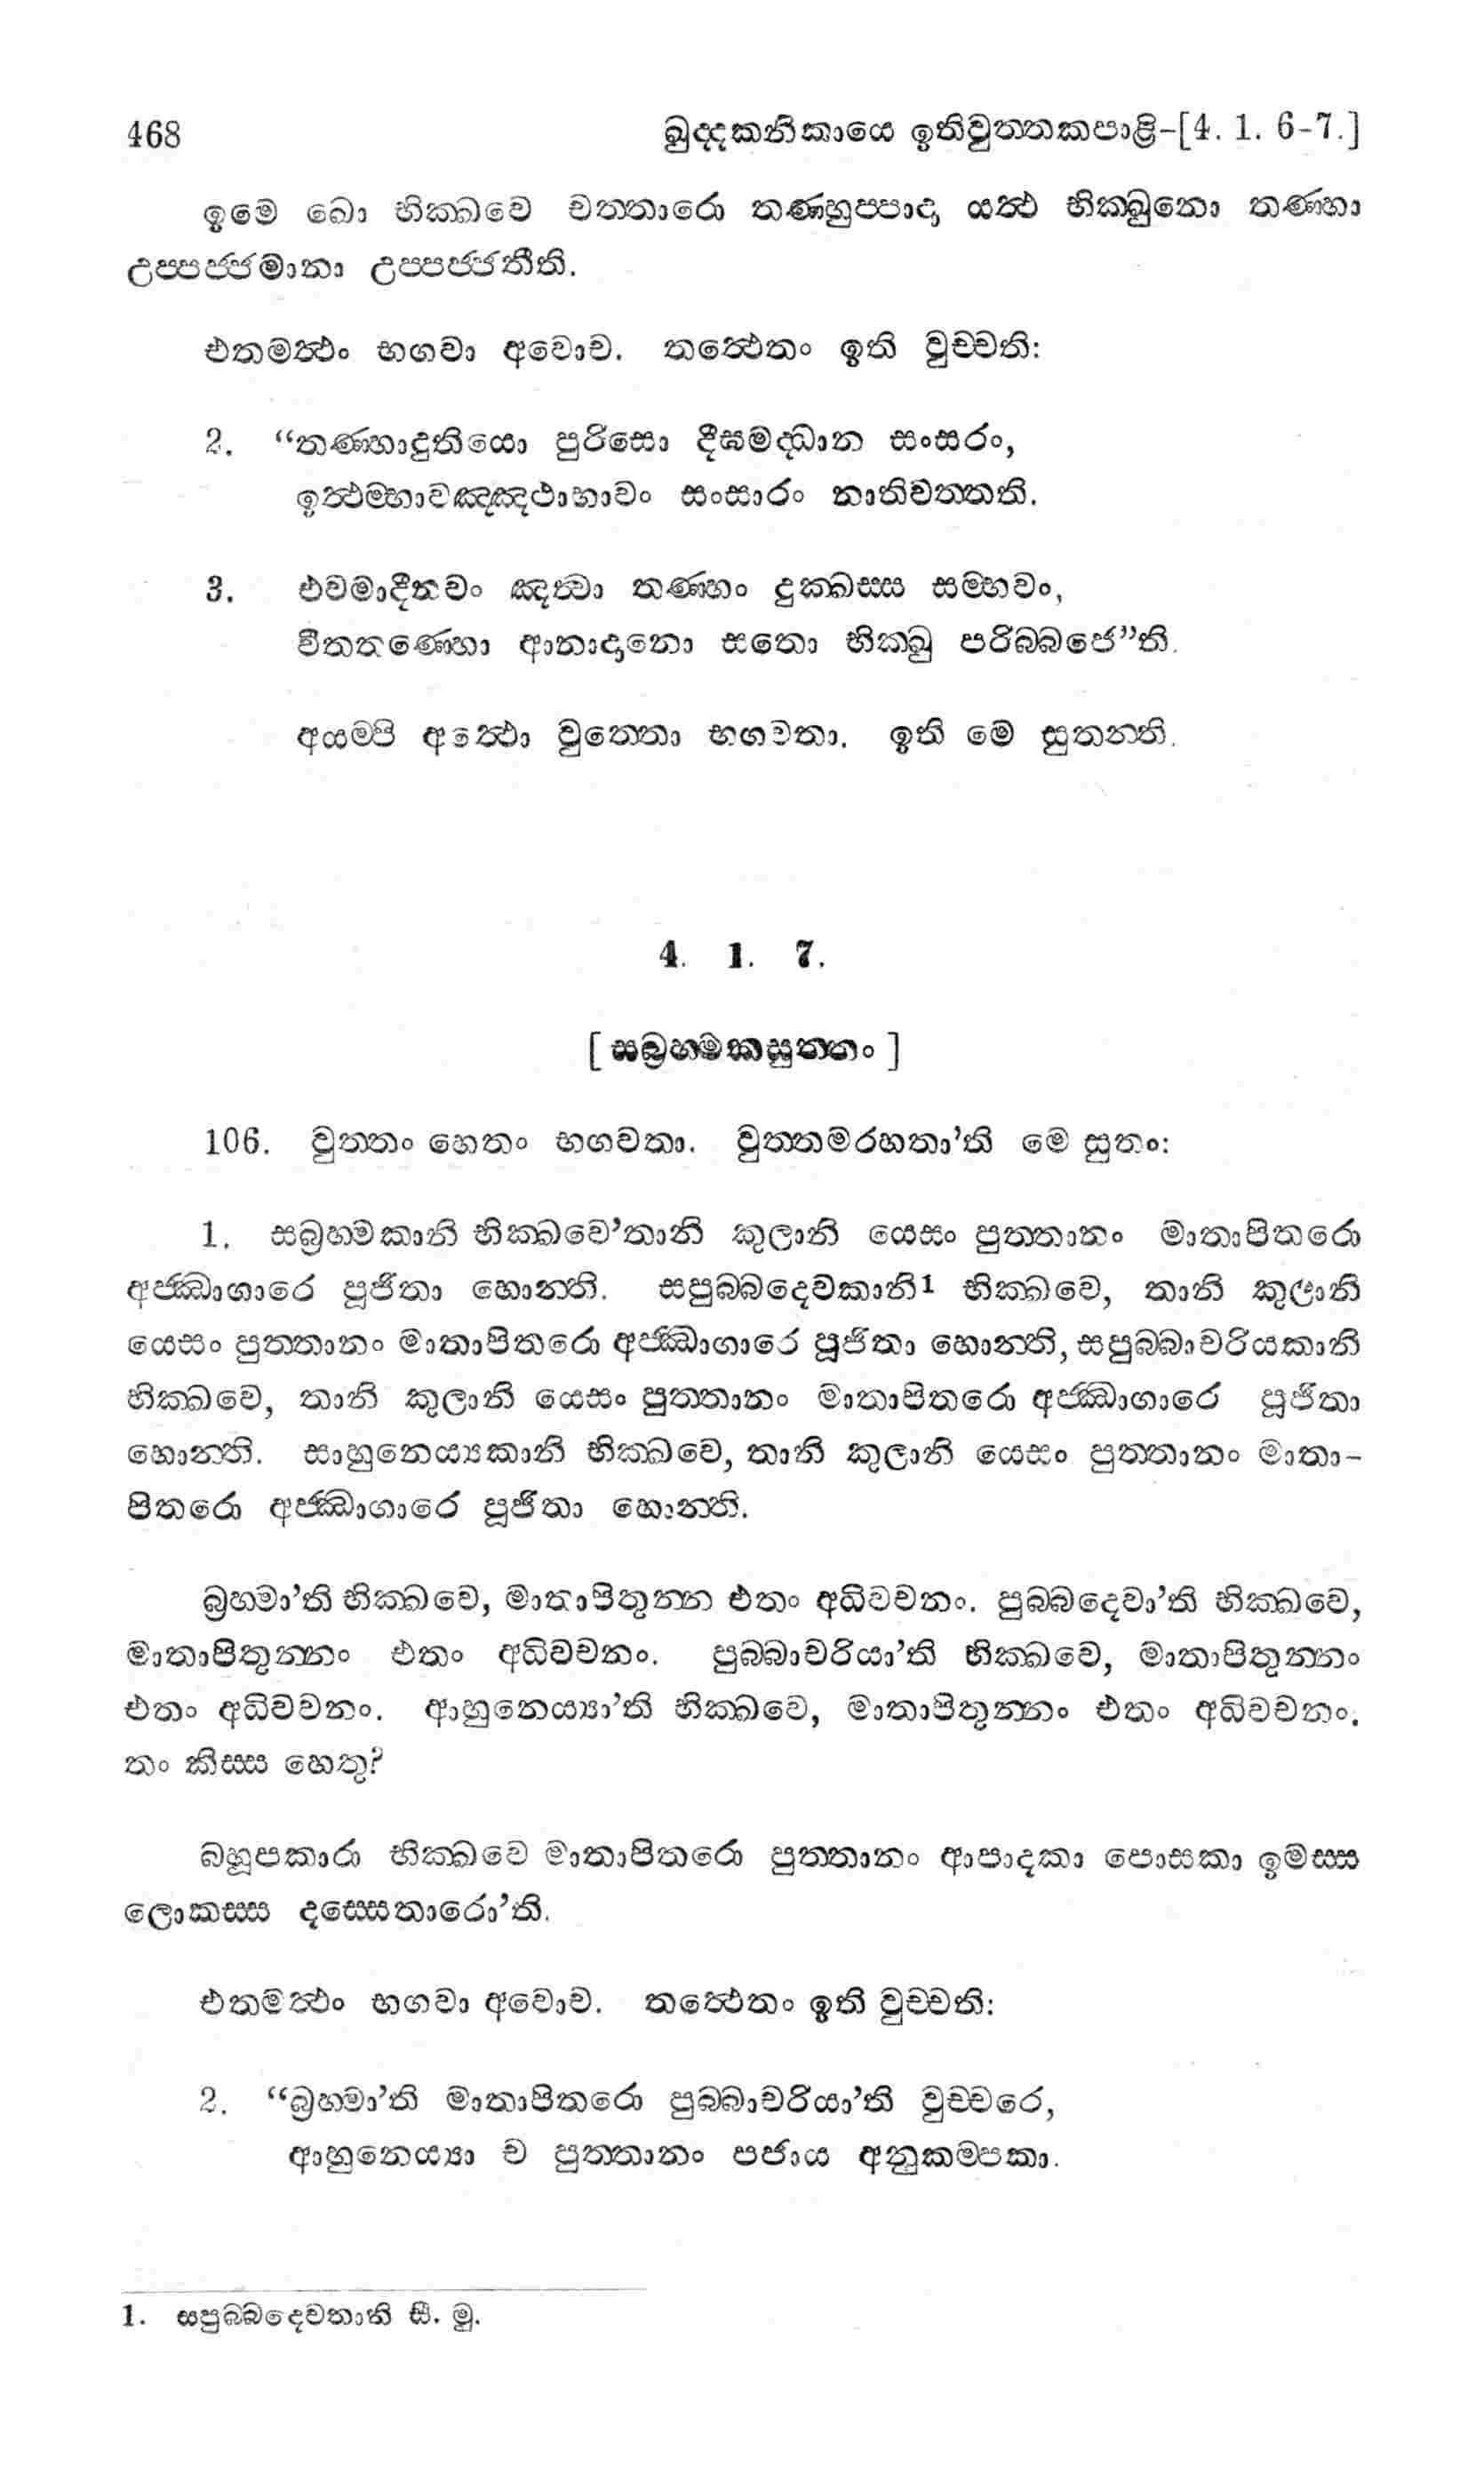 468 ඛුද්දකනිකායෙ ඉතිවුත්තකපාළි-[4. 1. 6-7.]
ඉමෙ ඛො භික්ඛවෙ චත්තාරො තණ්හුප්පාදා යත්ථ භික්ඛුනො තණ්හා
උප්පජ්ජමානා උප්පජ්ජතීති.
එතමත්ථං භගවා අවොච. තත්ථෙතං ඉති වුච්චති:
2. “තණ්හාදුතියො පුරිසො දීඝමද්ධාන සංසරං,
ඉත්ථම්භාවඤ්ඤථාභාවං සංසාරං නාතිවත්තති.
3. එවමාදීනවං ඤත්වා තණ්හං දුක්ඛස්ස සම්භවං,
වීතතණ්හො ආනාදානො සතො භික්ඛු පරිබ්බජෙ”ති.
අයම්පි අත්ථො වුත්තො භගවතා. ඉති මෙ සුතන්ති.
4. 1. 7.
[ සබ්‍රහ්මකසුත්තං ]
106. වුත්තං හෙතං භගවතා. වුත්තමරහතා’ති මෙ සුතං:
1. සබ්‍රහ්මකානි භික්ඛවෙ’තානි කුලානි යෙසං පුත්තානං මාතාපිතරො
අජ්ඣාගාරෙ පූජිතා හොන්ති. සපුබ්බදෙවකානි1 භික්ඛවෙ, තානි කුලානි
යෙසං පුත්තානං මාතාපිතරො අජ්ඣාගාරෙ පූජිතා හොන්ති, සපුබ්බාචරියකානි
භික්ඛවෙ, තානි කුලානි යෙසං පුත්තානං මාතාපිතරො අජ්ඣාගාරෙ පූජිතා
හොන්ති. සාහුනෙය්‍යකානි භික්ඛවෙ, තානි කුලානි යෙසං පුත්තානං මාතා-
පිතරො අජ්ඣාගාරෙ පූජිතා හොන්ති.
බ්‍රහ්මා’ති භික්ඛවෙ, මාතාපිතුන්න එතං අධිවචනං. පුබ්බදෙවා’ති භික්ඛවෙ,
මාතාපිතුන්නං එතං අධිවචනං. පුබ්බාචරියා’ති භික්ඛවෙ, මාතාපිතුන්නං
එතං අධිවචනං. ආහුනෙය්‍යා’ති භික්ඛවෙ, මාතාපිතුන්නං එතං අධිවචනං.
තං කිස්ස හෙතු?
බහූපකාරා භික්ඛවෙ මාතාපිතරො පුත්තානං ආපාදකා පොසකා ඉමස්ස
ලොකස්ස දස්සෙතාරො’ති.
එතමත්ථං භගවා අවොච. තත්ථෙතං ඉති වුච්චති:
2. “බ්‍රහ්මා’ති මාතාපිතරො පුබ්බාචරියා’ති වුච්චරෙ,
ආහුනෙය්‍යා ච පුත්තානං පජාය අනුකම්පකා.
1. සපුබ්බදෙවතානි සී. මු.